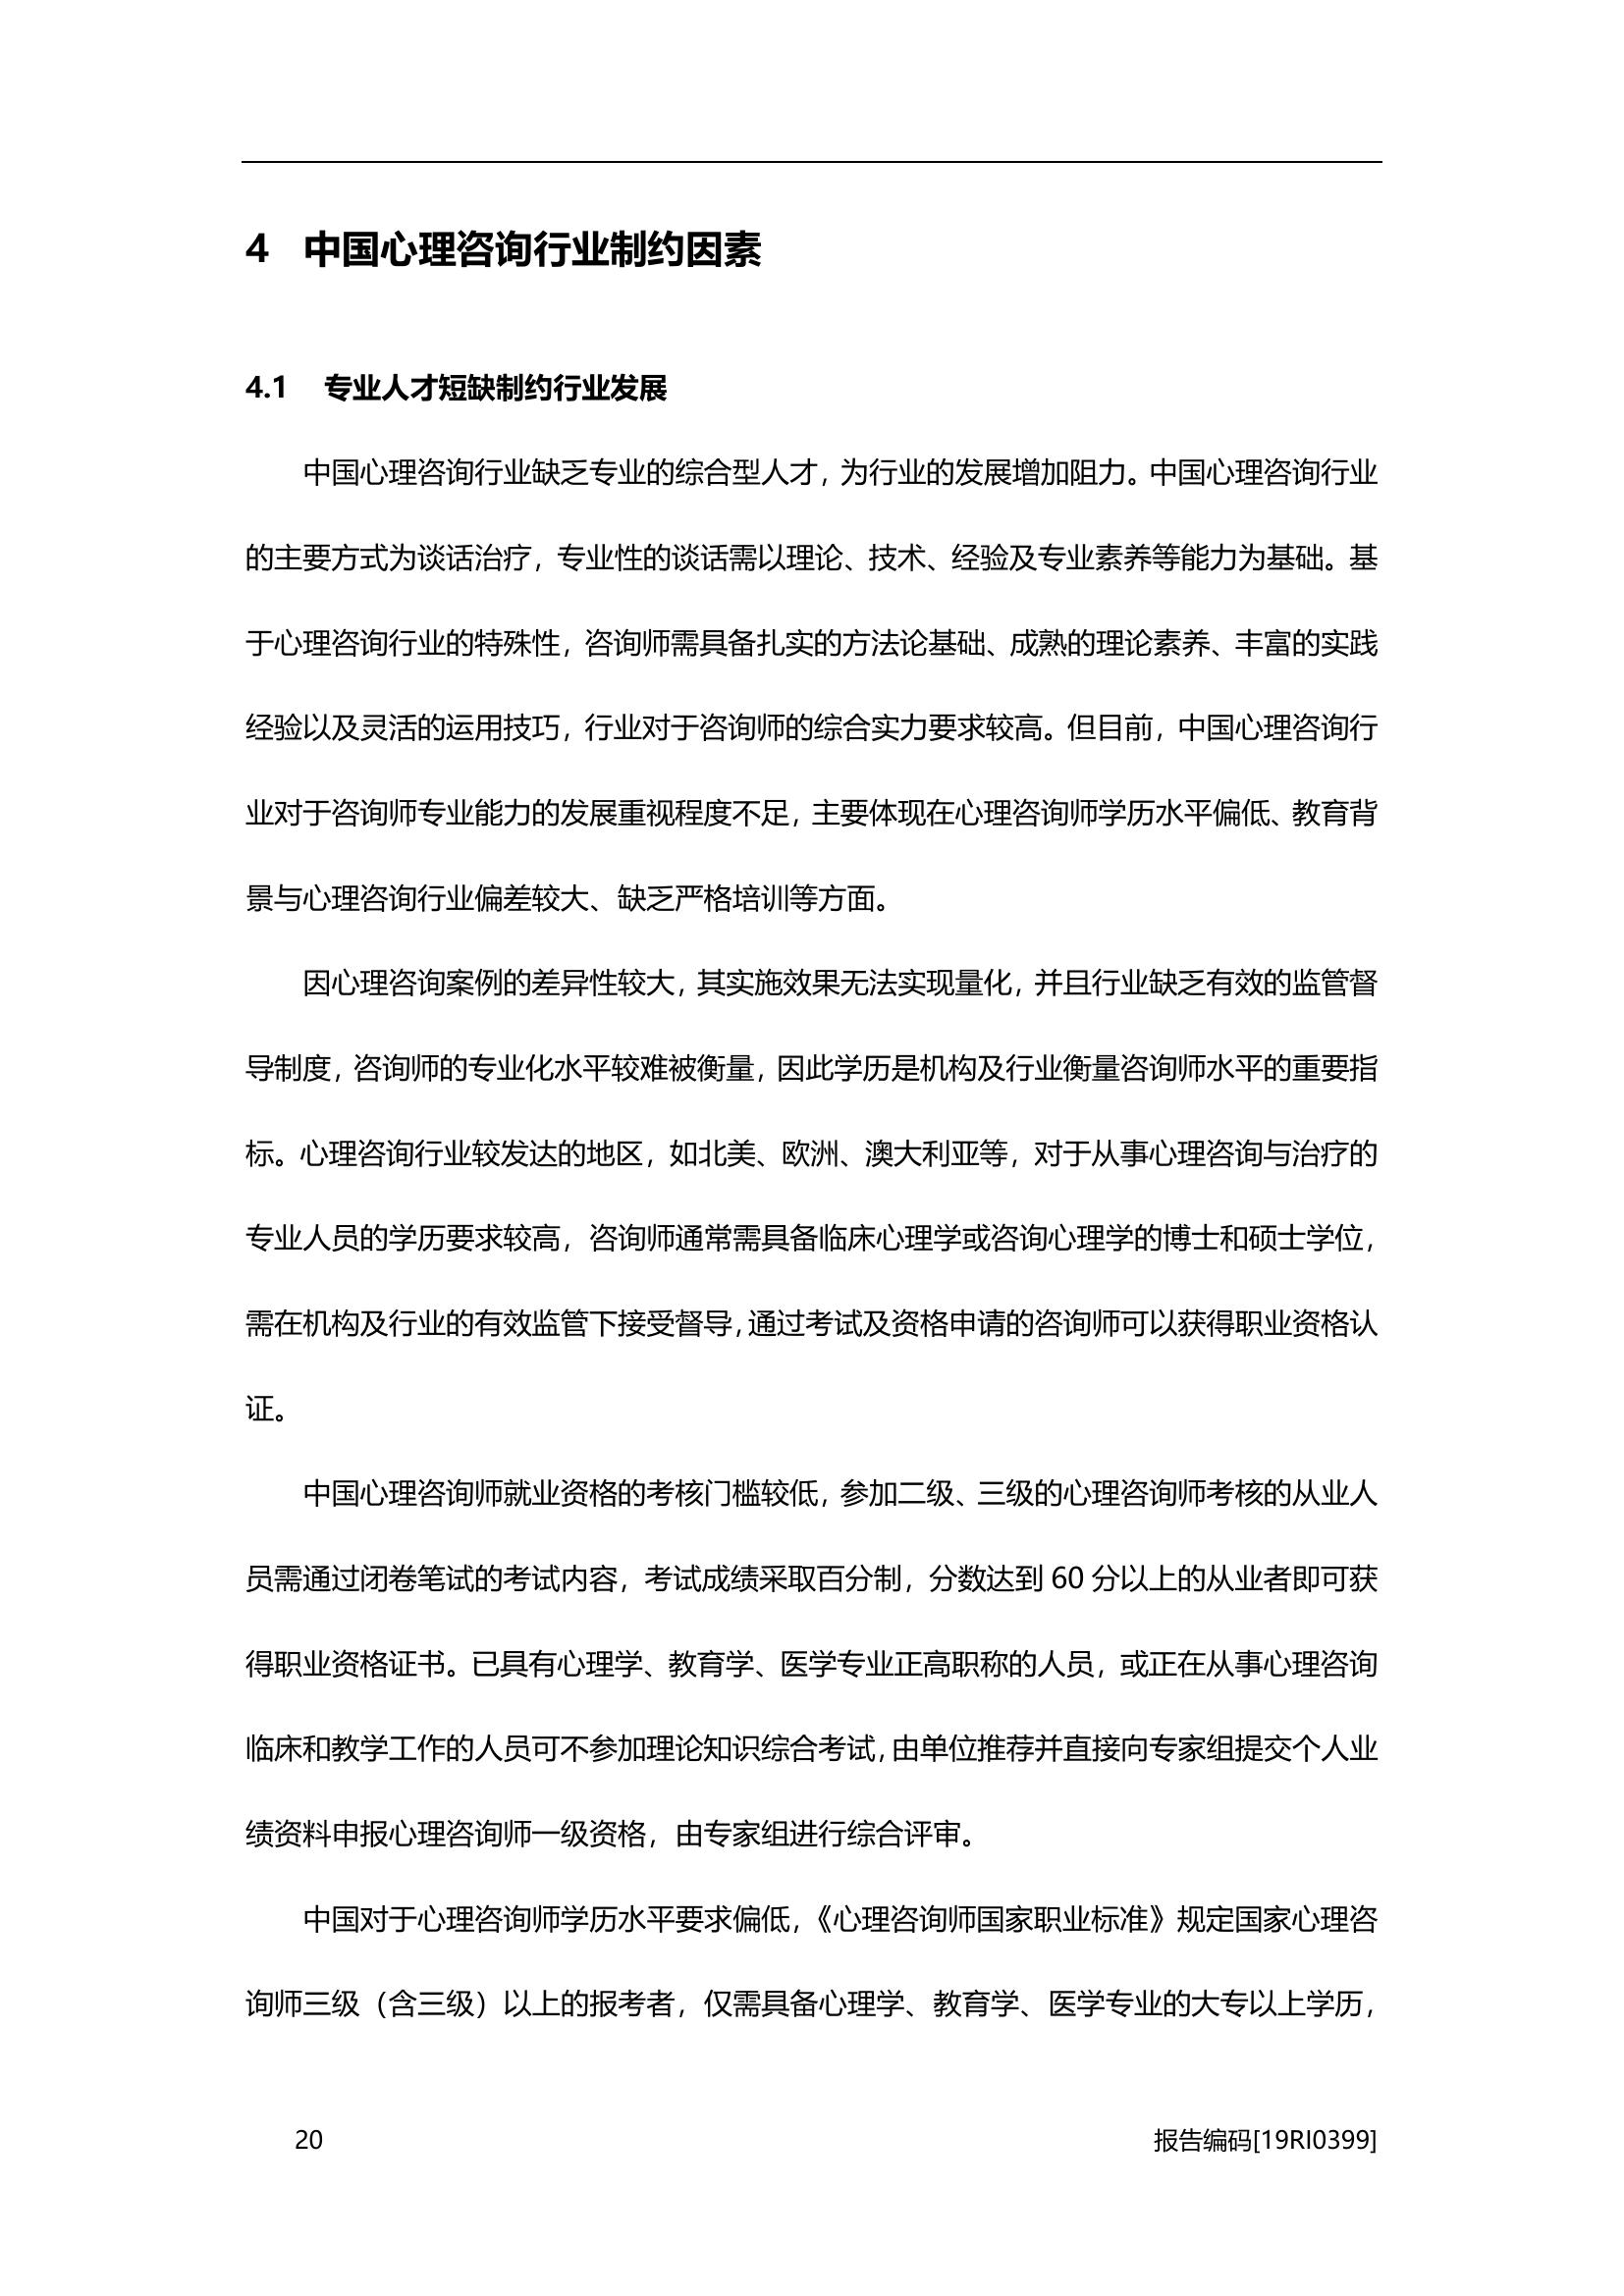 4 中国心理咨询行业制约因素
4.1 专业人才短缺制约行业发展
中国心理咨询行业缺乏专业的综合型人才，为行业的发展增加阻力。中国心理咨询行业
的主要方式为谈话治疗，专业性的谈话需以理论、技术、经验及专业素养等能力为基础。基
于心理咨询行业的特殊性，咨询师需具备扎实的方法论基础、成熟的理论素养、丰富的实践
经验以及灵活的运用技巧，行业对于咨询师的综合实力要求较高。但目前，中国心理咨询行
业对于咨询师专业能力的发展重视程度不足，主要体现在心理咨询师学历水平偏低、教育背
景与心理咨询行业偏差较大、缺乏严格培训等方面。
因心理咨询案例的差异性较大，其实施效果无法实现量化，并且行业缺乏有效的监管督
导制度，咨询师的专业化水平较难被衡量，因此学历是机构及行业衡量咨询师水平的重要指
标。心理咨询行业较发达的地区，如北美、欧洲、澳大利亚等，对于从事心理咨询与治疗的
专业人员的学历要求较高，咨询师通常需具备临床心理学或咨询心理学的博士和硕士学位，
需在机构及行业的有效监管下接受督导，通过考试及资格申请的咨询师可以获得职业资格认
证。
中国心理咨询师就业资格的考核门槛较低，参加二级、三级的心理咨询师考核的从业人
员需通过闭卷笔试的考试内容，考试成绩采取百分制，分数达到 60 分以上的从业者即可获
得职业资格证书。已具有心理学、教育学、医学专业正高职称的人员，或正在从事心理咨询
临床和教学工作的人员可不参加理论知识综合考试，由单位推荐并直接向专家组提交个人业
绩资料申报心理咨询师一级资格，由专家组进行综合评审。
中国对于心理咨询师学历水平要求偏低，《心理咨询师国家职业标准》规定国家心理咨
询师三级（含三级）以上的报考者，仅需具备心理学、教育学、医学专业的大专以上学历，
20 报告编码[19RI0399]